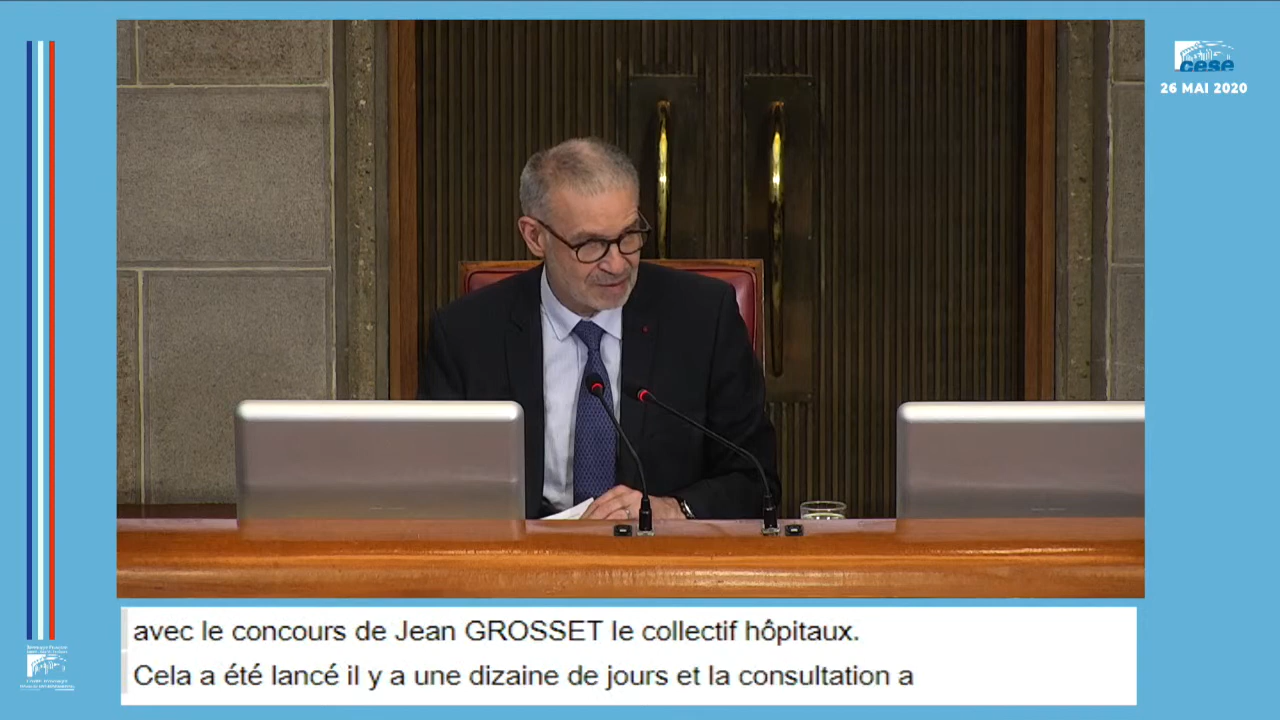 cese
26 MAI 2020
avec le concours de Jean GROSSET le collectif hôpitaux.
Cela a été lancé il y a une dizaine de jours et la consultation a